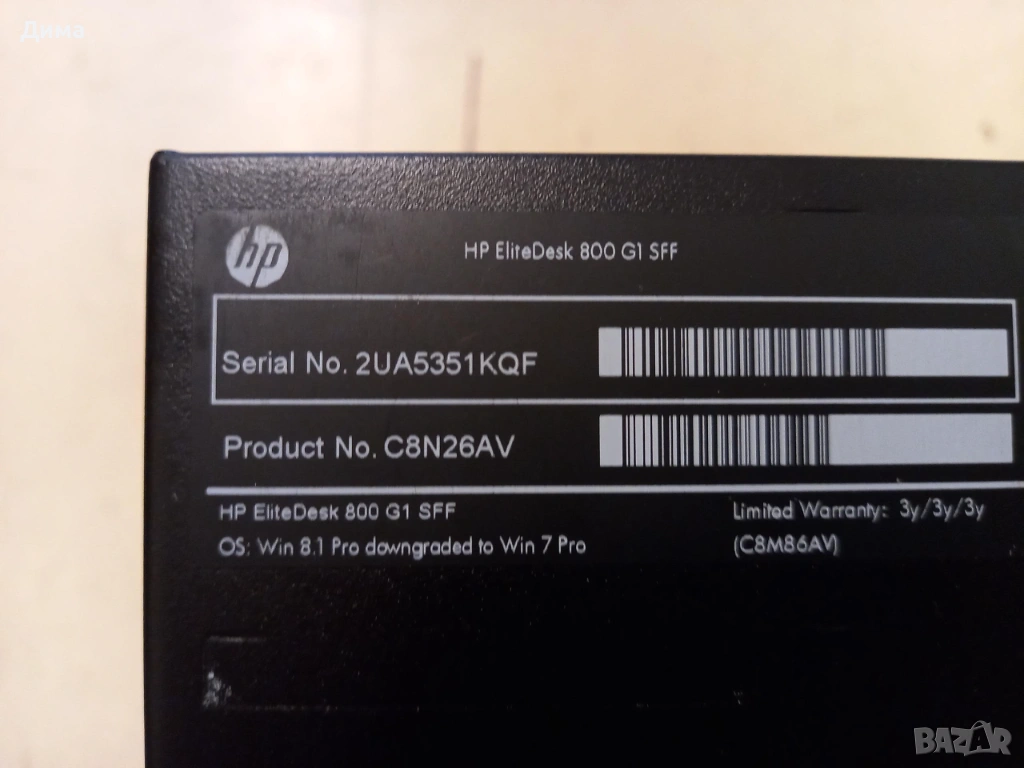 Дима
hp
HP EliteDesk 800 G1 SFF
Serial No. 2UA5351KQF
Product No. C8N26AV
HP EliteDesk 800 G1 SFF
Limited Warranty: 3y/3y/3y
OS: Win 8.1 Pro downgraded to Win 7 Pro
(C8M86AV)
BAZAR